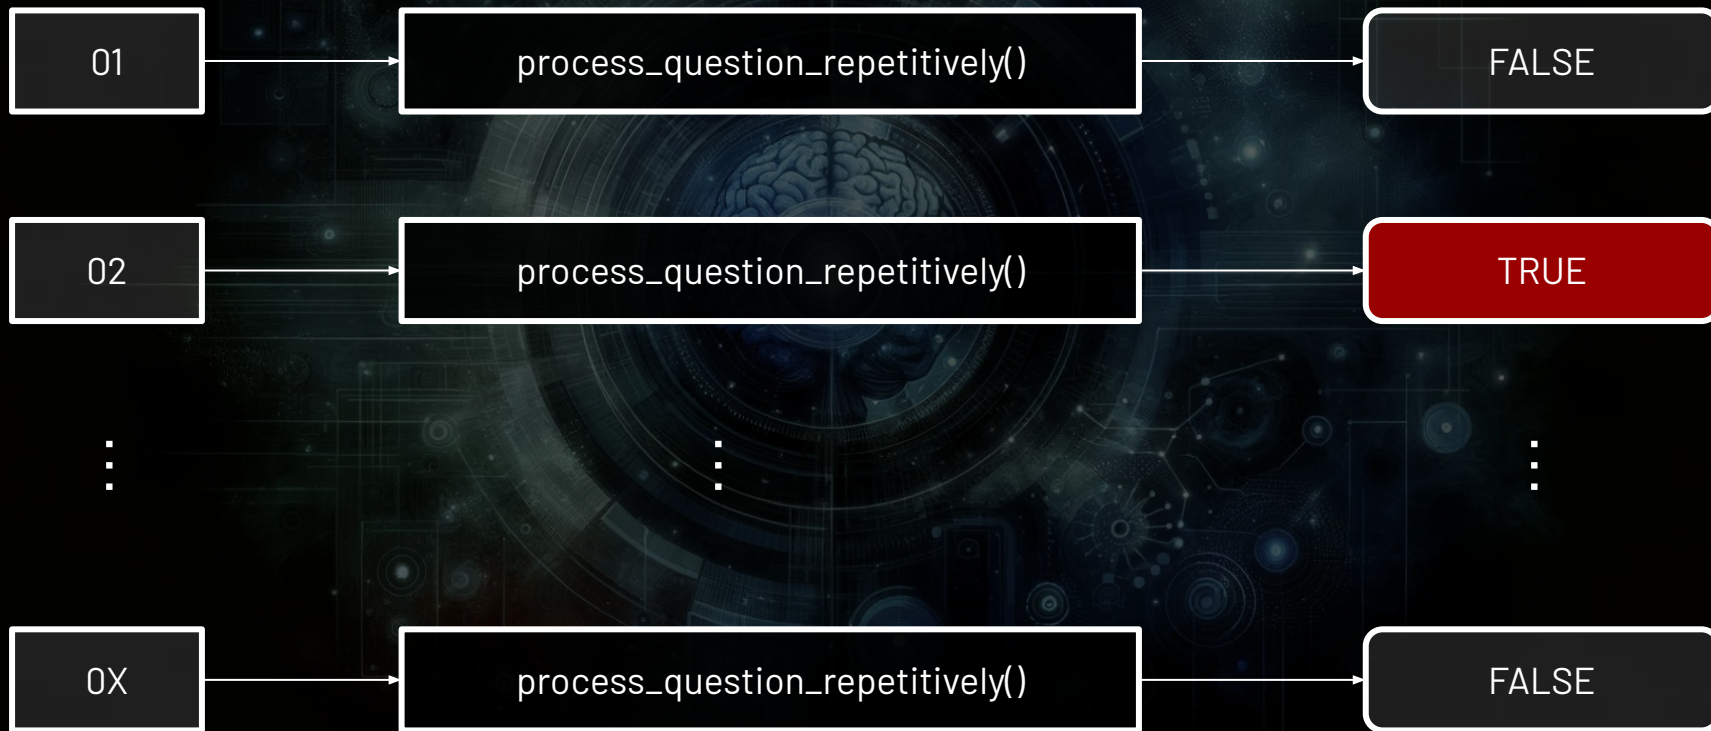 01
process_question_repetitively()
FALSE
02
process_question_repetitively()
TRUE
0X
process_question_repetitively()
FALSE